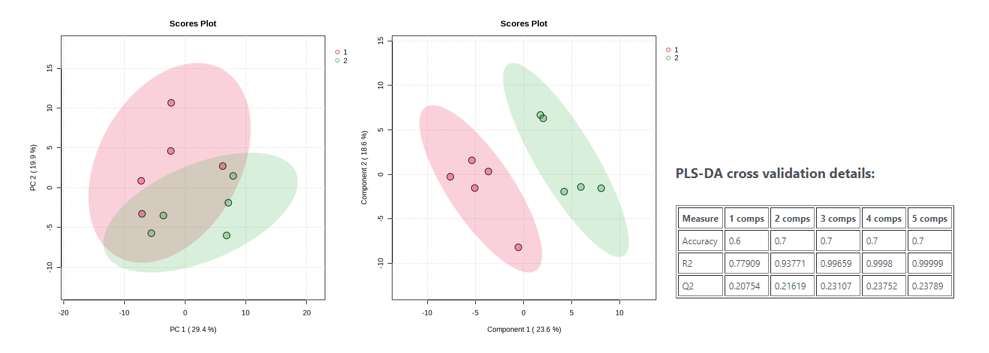 Scores Plot
PC 2 ( 19.9 %)
15
10
5
0
-5
-10
-20
-10
0
10
20
PC 1 ( 29.4 %)
1
2
Scores Plot
Component 2 ( 18.6 %)
15
10
5
0
-5
-10
-10
-5
0
5
10
Component 1 ( 23.6 %)
1
2
PLS-DA cross validation details:
Measure 1 comps 2 comps 3 comps 4 comps 5 comps
Accuracy 0.6 0.7 0.7 0.7 0.7
R2 0.77909 0.93771 0.99659 0.9998 0.99999
Q2 0.20754 0.21619 0.23107 0.23752 0.23789